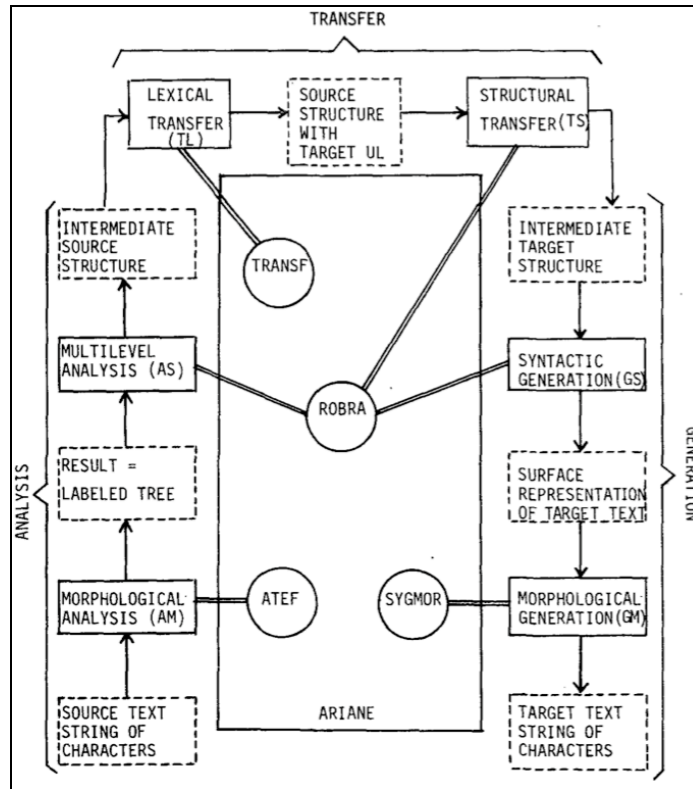 TRANSFER
LEXICAL
TRANSFER
(TL)
SOURCE
STRUCTURE
WITH
TARGET UL
STRUCTURAL
TRANSFER(TS)
INTERMEDIATE
SOURCE
STRUCTURE
TRANSF
INTERMEDIATE
TARGET
STRUCTURE
MULTILEVEL
ANALYSIS (AS)
ROBRA
SYNTACTIC
GENERATION(GS)
ANALYSIS
RESULT =
LABELED TREE
SURFACE
REPRESENTATION
OF TARGET TEXT
GENERATION
MORPHOLOGICAL
ANALYSIS (AM)
ATEF
SYGMOR
MORPHOLOGICAL
GENERATION(GM)
SOURCE TEXT
STRING OF
CHARACTERS
ARIANE
TARGET TEXT
STRING OF
CHARACTERS